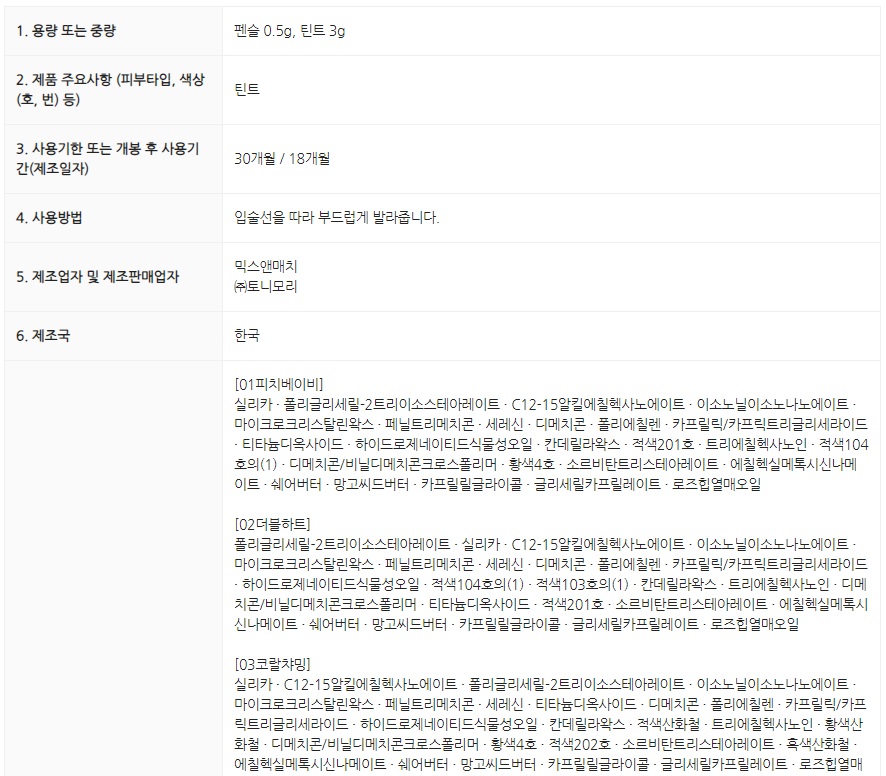 1. 용량 또는 중량
펜슬 0.5g, 틴트 3g
2. 제품 주요사항 (피부타입, 색상
(호, 번) 등)
틴트
3. 사용기한 또는 개봉 후 사용기
간(제조일자)
30개월 / 18개월
4. 사용방법
입술선을 따라 부드럽게 발라줍니다.
5. 제조업자 및 제조판매업자
믹스앤매치
㈜토니모리
6. 제조국
한국
[01피치베이비]
실리카 · 폴리글리세릴-2트리이소스테아레이트 · C12-15알킬에칠헥사노에이트 · 이소노닐이소노나노에이트 ·
마이크로크리스탈린왁스 · 페닐트리메치콘 · 세레신 · 디메치콘 · 폴리에칠렌 · 카프릴릭/카프릭트리글리세라이드
· 티타늄디옥사이드 · 하이드로제네이티드식물성오일 · 칸데릴라왁스 · 적색201호 · 트리에칠헥사노인 · 적색104
호의(1) · 디메치콘/비닐디메치콘크로스폴리머 · 황색4호 · 소르비탄트리스테아레이트 · 에칠헥실메톡시신나메
이트 · 쉐어버터 · 망고씨드버터 · 카프릴릴글라이콜 · 글리세릴카프릴레이트 · 로즈힙열매오일
[02더블하트]
폴리글리세릴-2트리이소스테아레이트 · 실리카 · C12-15알킬에칠헥사노에이트 · 이소노닐이소노나노에이트 ·
마이크로크리스탈린왁스 · 페닐트리메치콘 · 세레신 · 디메치콘 · 폴리에칠렌 · 카프릴릭/카프릭트리글리세라이드
· 하이드로제네이티드식물성오일 · 적색104호의(1) · 적색103호의(1) · 칸데릴라왁스 · 트리에칠헥사노인 · 디메
치콘/비닐디메치콘크로스폴리머 · 티타늄디옥사이드 · 적색201호 · 소르비탄트리스테아레이트 · 에칠헥실메톡시
신나메이트 · 쉐어버터 · 망고씨드버터 · 카프릴릴글라이콜 · 글리세릴카프릴레이트 · 로즈힙열매오일
[03코랄챠밍]
실리카 · C12-15알킬에칠헥사노에이트 · 폴리글리세릴-2트리이소스테아레이트 · 이소노닐이소노나노에이트 ·
마이크로크리스탈린왁스 · 페닐트리메치콘 · 세레신 · 티타늄디옥사이드 · 디메치콘 · 폴리에칠렌 · 카프릴릭/카프
릭트리글리세라이드 · 하이드로제네이티드식물성오일 · 칸데릴라왁스 · 적색산화철 · 트리에칠헥사노인 · 황색산
화철 · 디메치콘/비닐디메치콘크로스폴리머 · 황색4호 · 적색202호 · 소르비탄트리스테아레이트 · 흑색산화철 ·
에칠헥실메톡시신나메이트 · 쉐어버터 · 망고씨드버터 · 카프릴릴글라이콜 · 글리세릴카프릴레이트 · 로즈힙열매